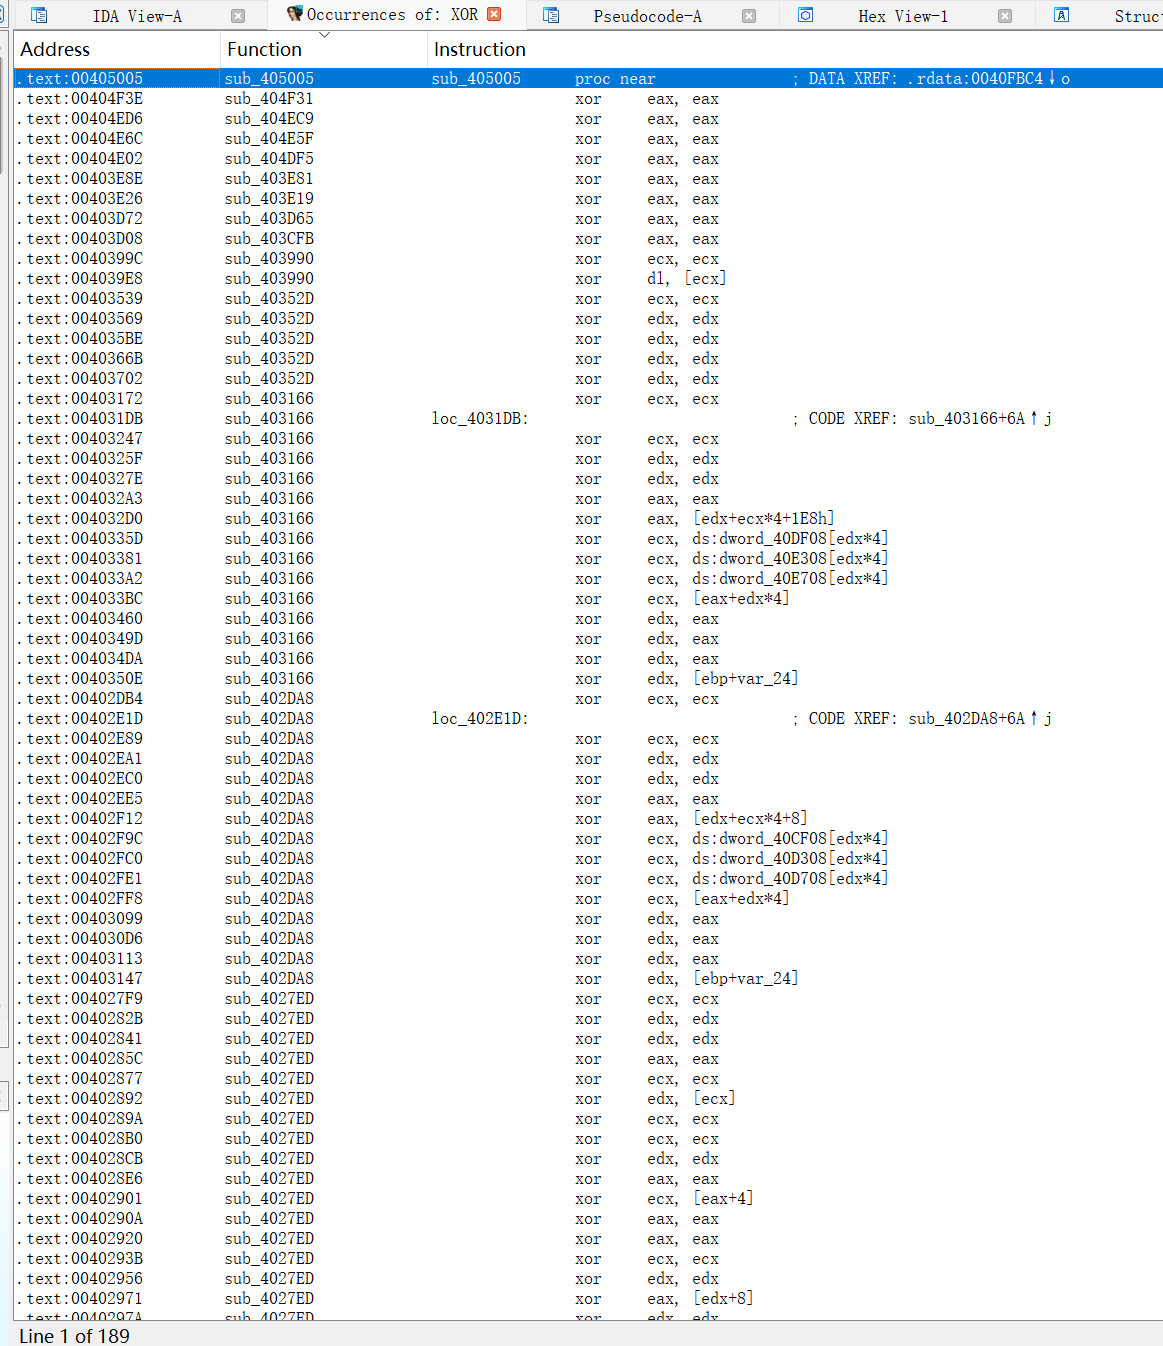 IDA View-A Occurrences of: XOR Pseudocode-A Hex View-1 Struct
Address Function Instruction
.text:00405005 sub_405005 sub_405005 proc near ; DATA XREF: .rdata:0040FBC4↓o
.text:00404F3E sub_404F31 xor eax, eax
.text:00404ED6 sub_404EC9 xor eax, eax
.text:00404E6C sub_404E5F xor eax, eax
.text:00404E02 sub_404DF5 xor eax, eax
.text:00403E8E sub_403E81 xor eax, eax
.text:00403E26 sub_403E19 xor eax, eax
.text:00403D72 sub_403D65 xor eax, eax
.text:00403D08 sub_403CFB xor eax, eax
.text:0040399C sub_403990 xor ecx, ecx
.text:004039E8 sub_403990 xor dl, [ecx]
.text:00403539 sub_40352D xor ecx, ecx
.text:00403569 sub_40352D xor edx, edx
.text:004035BE sub_40352D xor edx, edx
.text:0040366B sub_40352D xor edx, edx
.text:00403702 sub_40352D xor edx, edx
.text:00403172 sub_403166 xor ecx, ecx
.text:004031DB sub_403166 loc_4031DB: ; CODE XREF: sub_403166+6A↑j
.text:00403247 sub_403166 xor ecx, ecx
.text:0040325F sub_403166 xor edx, edx
.text:0040327E sub_403166 xor edx, edx
.text:004032A3 sub_403166 xor eax, eax
.text:004032D0 sub_403166 xor eax, [edx+ecx*4+1E8h]
.text:0040335D sub_403166 xor ecx, ds:dword_40DF08[edx*4]
.text:00403381 sub_403166 xor ecx, ds:dword_40E308[edx*4]
.text:004033A2 sub_403166 xor ecx, ds:dword_40E708[edx*4]
.text:004033BC sub_403166 xor ecx, [eax+edx*4]
.text:00403460 sub_403166 xor edx, eax
.text:0040349D sub_403166 xor edx, eax
.text:004034DA sub_403166 xor edx, eax
.text:0040350E sub_403166 xor edx, [ebp+var_24]
.text:00402DB4 sub_402DA8 xor ecx, ecx
.text:00402E1D sub_402DA8 loc_402E1D: ; CODE XREF: sub_402DA8+6A↑j
.text:00402E89 sub_402DA8 xor ecx, ecx
.text:00402EA1 sub_402DA8 xor edx, edx
.text:00402EC0 sub_402DA8 xor edx, edx
.text:00402EE5 sub_402DA8 xor eax, eax
.text:00402F12 sub_402DA8 xor eax, [edx+ecx*4+8]
.text:00402F9C sub_402DA8 xor ecx, ds:dword_40CF08[edx*4]
.text:00402FC0 sub_402DA8 xor ecx, ds:dword_40D308[edx*4]
.text:00402FE1 sub_402DA8 xor ecx, ds:dword_40D708[edx*4]
.text:00402FF8 sub_402DA8 xor ecx, [eax+edx*4]
.text:00403099 sub_402DA8 xor edx, eax
.text:004030D6 sub_402DA8 xor edx, eax
.text:00403113 sub_402DA8 xor edx, eax
.text:00403147 sub_402DA8 xor edx, [ebp+var_24]
.text:004027F9 sub_4027ED xor ecx, ecx
.text:0040282B sub_4027ED xor edx, edx
.text:00402841 sub_4027ED xor edx, edx
.text:0040285C sub_4027ED xor eax, eax
.text:00402877 sub_4027ED xor ecx, ecx
.text:00402892 sub_4027ED xor edx, [ecx]
.text:0040289A sub_4027ED xor ecx, ecx
.text:004028B0 sub_4027ED xor ecx, ecx
.text:004028CB sub_4027ED xor edx, edx
.text:004028E6 sub_4027ED xor eax, eax
.text:00402901 sub_4027ED xor ecx, [eax+4]
.text:0040290A sub_4027ED xor eax, eax
.text:00402920 sub_4027ED xor eax, eax
.text:0040293B sub_4027ED xor ecx, ecx
.text:00402956 sub_4027ED xor edx, edx
.text:00402971 sub_4027ED xor eax, [edx+8]
.text:0040297A sub_4027ED xor edx, edx
Line 1 of 189